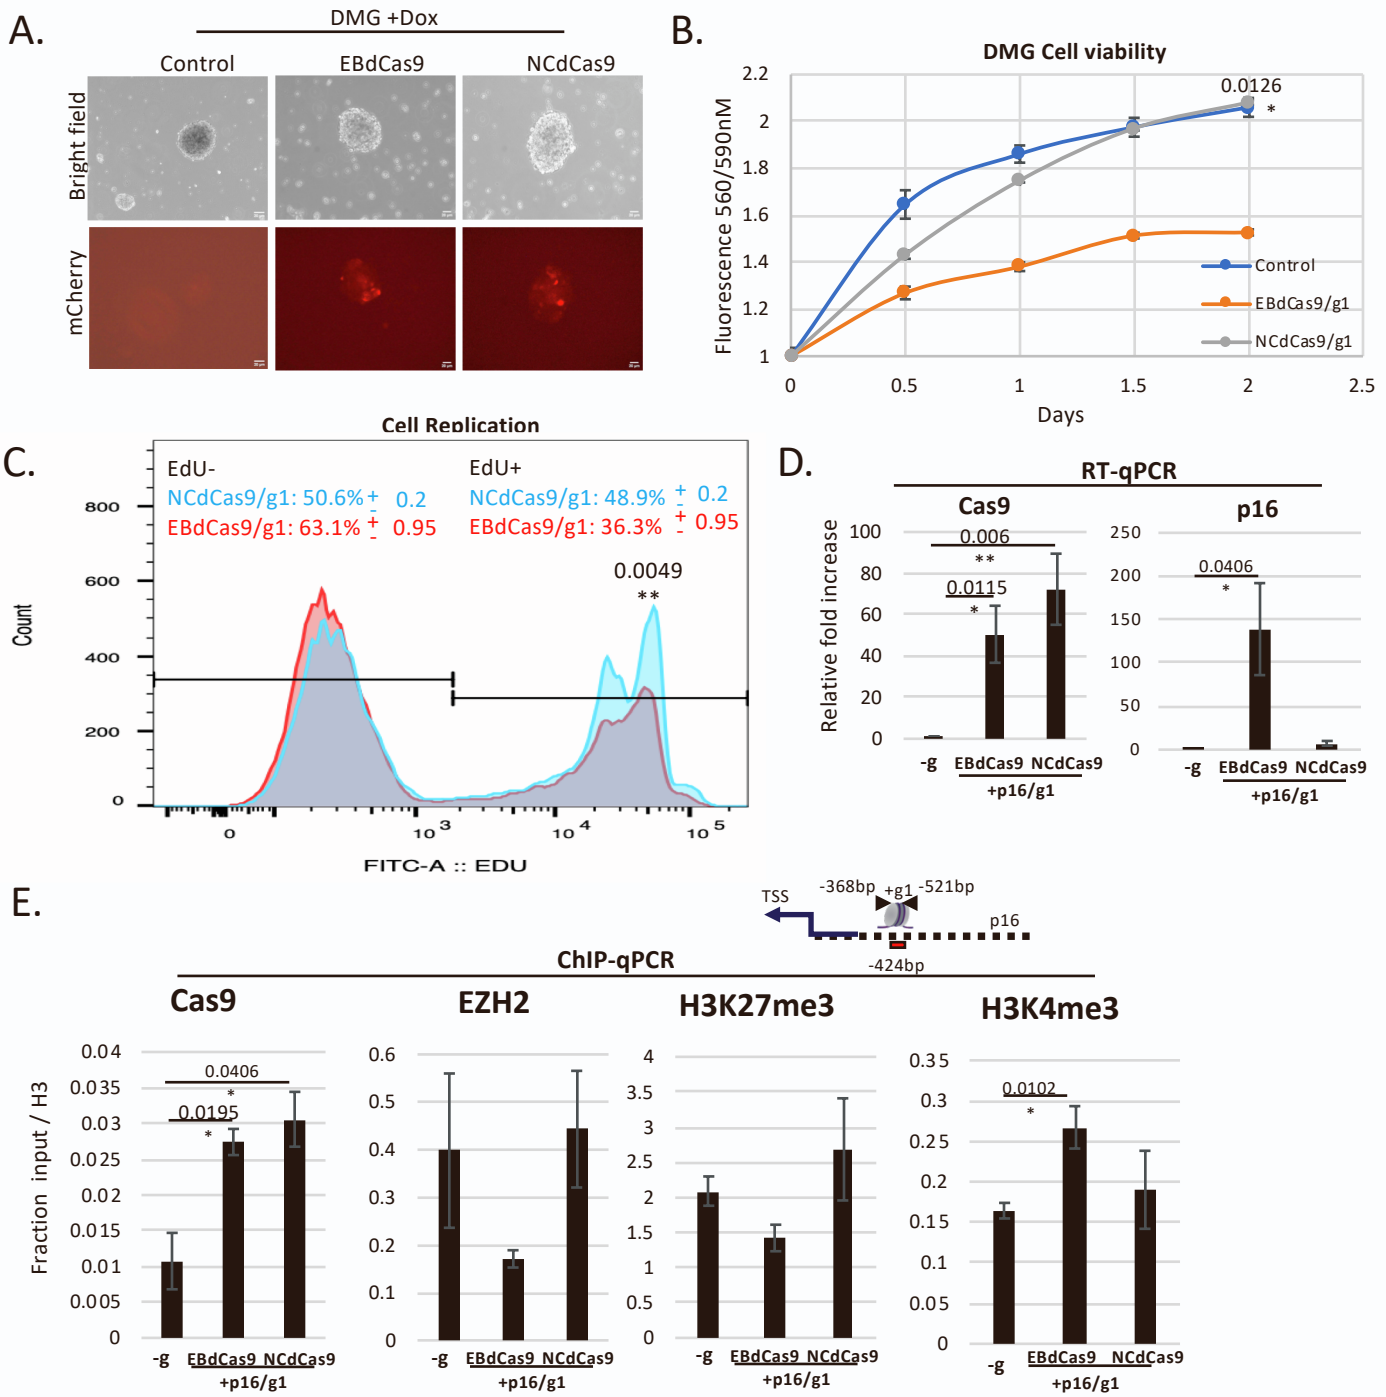 A.
DMG +Dox
Control EBdCas9 NCdCas9
Bright field
mCherry
B.
DMG Cell viability
Fluorescence 560/590nM
2.2
2
1.8
1.6
1.4
1.2
1
0.0126
*
Control
EBdCas9/g1
NCdCas9/g1
0 0.5 1 1.5 2 2.5
Days
C.
Cell Replication
EdU-
NCdCas9/g1: 50.6% +- 0.2
EBdCas9/g1: 63.1% +- 0.95
EdU+
NCdCas9/g1: 48.9% +- 0.2
EBdCas9/g1: 36.3% +- 0.95
0.0049
**
Count
800
600
400
200
0
0 10³ 10⁴ 10⁵
FITC-A :: EDU
D.
RT-qPCR
Cas9
Relative fold increase
100
80
60
40
20
0
0.006
**
0.0115
*
-g EBdCas9 NCdCas9
+p16/g1
p16
250
200
150
100
50
0
0.0406
*
-g EBdCas9 NCdCas9
+p16/g1
E.
TSS -368bp +g1 -521bp
p16
-424bp
ChIP-qPCR
Cas9
Fraction input / H3
0.04
0.035
0.03
0.025
0.02
0.015
0.01
0.005
0
0.0406
*
0.0195
*
-g EBdCas9 NCdCas9
+p16/g1
EZH2
0.6
0.5
0.4
0.3
0.2
0.1
0
-g EBdCas9 NCdCas9
+p16/g1
H3K27me3
4
3.5
3
2.5
2
1.5
1
0.5
0
-g EBdCas9 NCdCas9
+p16/g1
H3K4me3
0.35
0.3
0.25
0.2
0.15
0.1
0.05
0
0.0102
*
-g EBdCas9 NCdCas9
+p16/g1